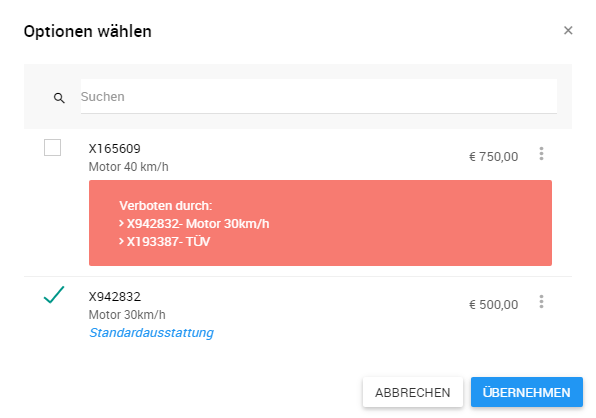 Optionen wählen
Suchen
X165609
Motor 40 km/h
€ 750,00
Verboten durch:
> X942832- Motor 30km/h
> X193387- TÜV
X942832
Motor 30km/h
€ 500,00
Standardausstattung
ABBRECHEN
ÜBERNEHMEN